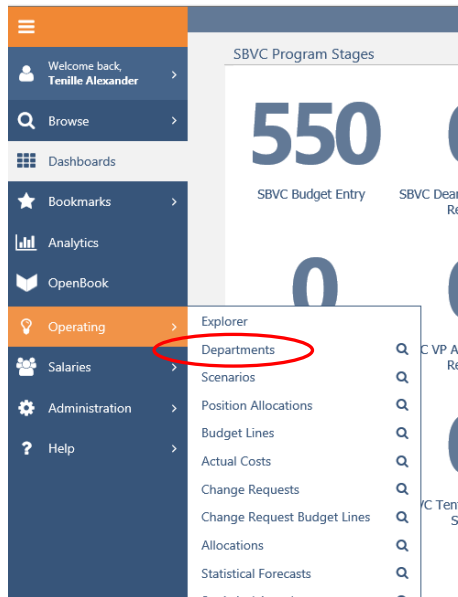 Welcome back,
Tenille Alexander
Browse
Dashboards
Bookmarks
Analytics
OpenBook
Operating
Salaries
Administration
Help
SBVC Program Stages
550
SBVC Budget Entry
SBVC Dean
Re
0
Explorer
Departments
Scenarios
Position Allocations
Budget Lines
Actual Costs
Change Requests
Change Request Budget Lines
Allocations
Statistical Forecasts
C VP A
Re
VC Ten
S